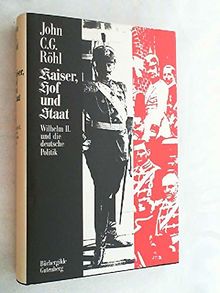 John
C.G.
Röhl
Kaiser,
Hof
und
Staat
Wilhelm II.
und die
deutsche
Politik
Büchergilde
Gutenberg